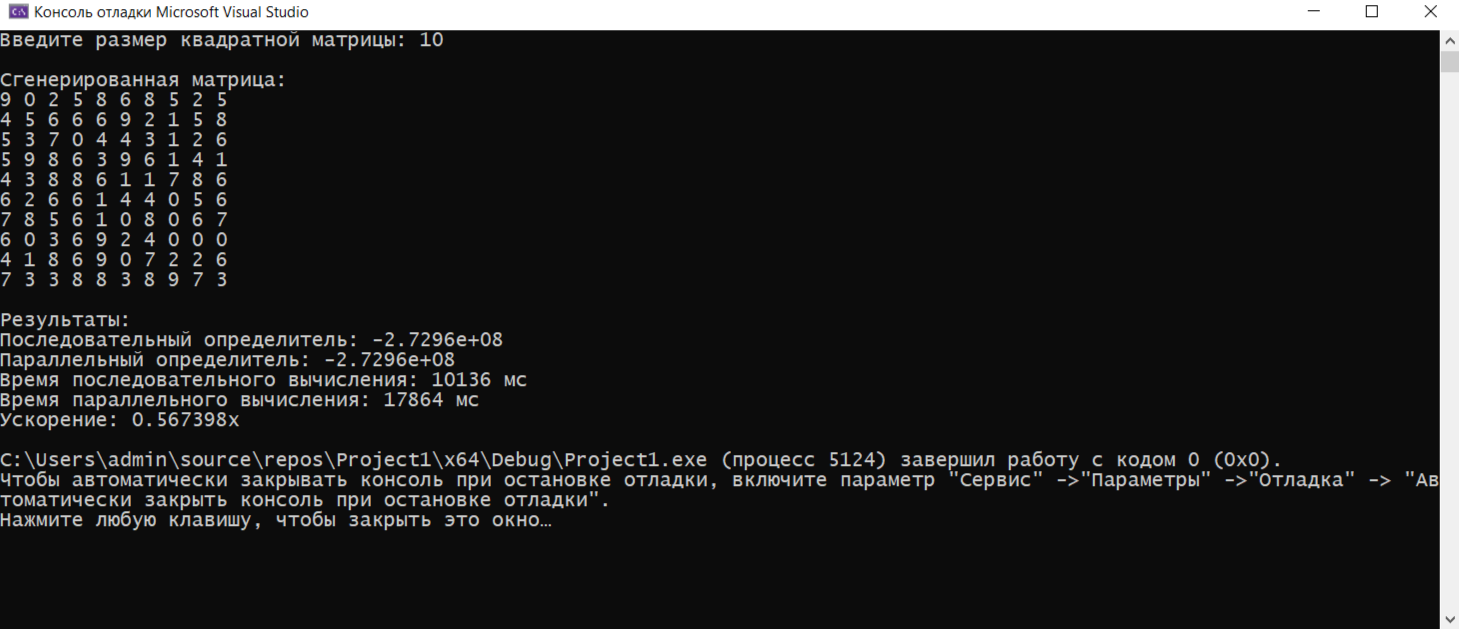 Консоль отладки Microsoft Visual Studio
Введите размер квадратной матрицы: 10
Сгенерированная матрица:
9 0 2 5 8 6 8 5 2 5
4 5 6 6 6 9 2 1 5 8
5 3 7 0 4 4 3 1 2 6
5 9 8 6 3 9 6 1 4 1
4 3 8 8 6 1 1 7 8 6
6 2 6 6 1 4 4 0 5 6
7 8 5 6 1 0 8 0 6 7
6 0 3 6 9 2 4 0 0 0
4 1 8 6 9 0 7 2 2 6
7 3 3 8 8 3 8 9 7 3
Результаты:
Последовательный определитель: -2.7296e+08
Параллельный определитель: -2.7296e+08
Время последовательного вычисления: 10136 мс
Время параллельного вычисления: 17864 мс
Ускорение: 0.567398x
C:\Users\admin\source\repos\Project1\x64\Debug\Project1.exe (процесс 5124) завершил работу с кодом 0 (0x0).
Чтобы автоматически закрывать консоль при остановке отладки, включите параметр "Сервис" ->"Параметры" ->"Отладка" -> "Ав
томатически закрыть консоль при остановке отладки".
Нажмите любую клавишу, чтобы закрыть это окно…